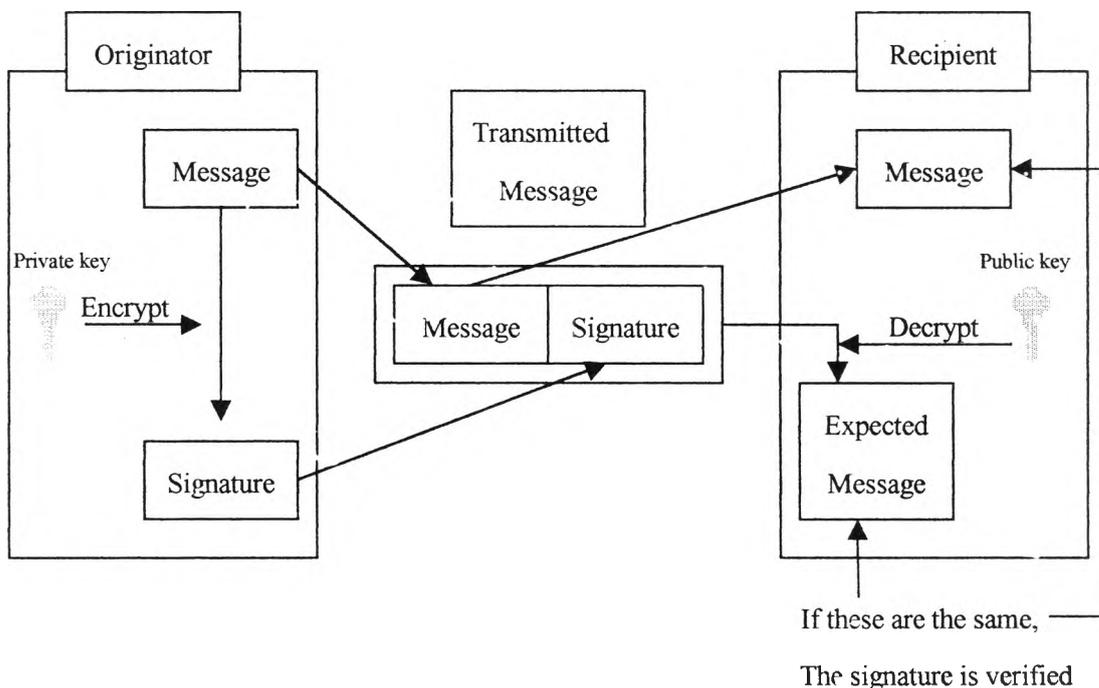 Originator
Recipient
Transmitted
Message
Message
Message
Private key
Public key
Encrypt
Message
Signature
Decrypt
Expected
Message
Signature
If these are the same,
The signature is verified